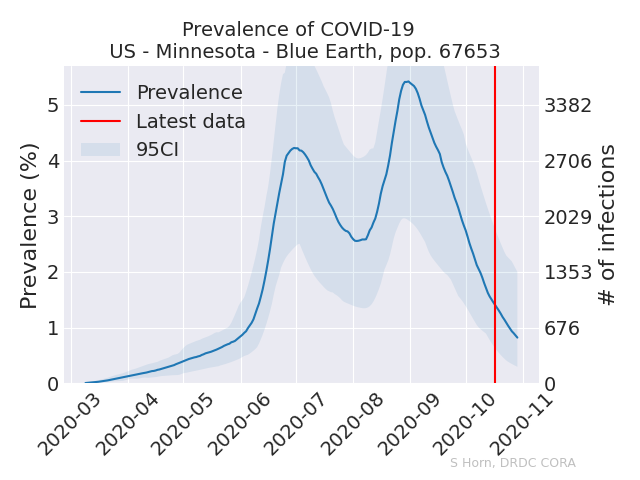 Prevalence of COVID-19
US - Minnesota - Blue Earth, pop. 67653
Prevalence
Latest data
95CI
Prevalence (%)
5
4
3
2
1
0
3382
2706
2029
1353
676
0
# of infections
2020-03
2020-04
2020-05
2020-06
2020-07
2020-08
2020-09
2020-10
2020-11
S Horn, DRDC CORA